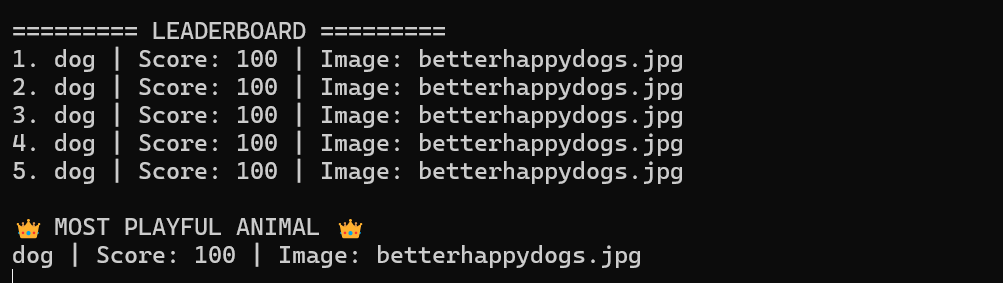 ========= LEADERBOARD =========
1. dog | Score: 100 | Image: betterhappydogs.jpg
2. dog | Score: 100 | Image: betterhappydogs.jpg
3. dog | Score: 100 | Image: betterhappydogs.jpg
4. dog | Score: 100 | Image: betterhappydogs.jpg
5. dog | Score: 100 | Image: betterhappydogs.jpg
👑 MOST PLAYFUL ANIMAL 👑
dog | Score: 100 | Image: betterhappydogs.jpg